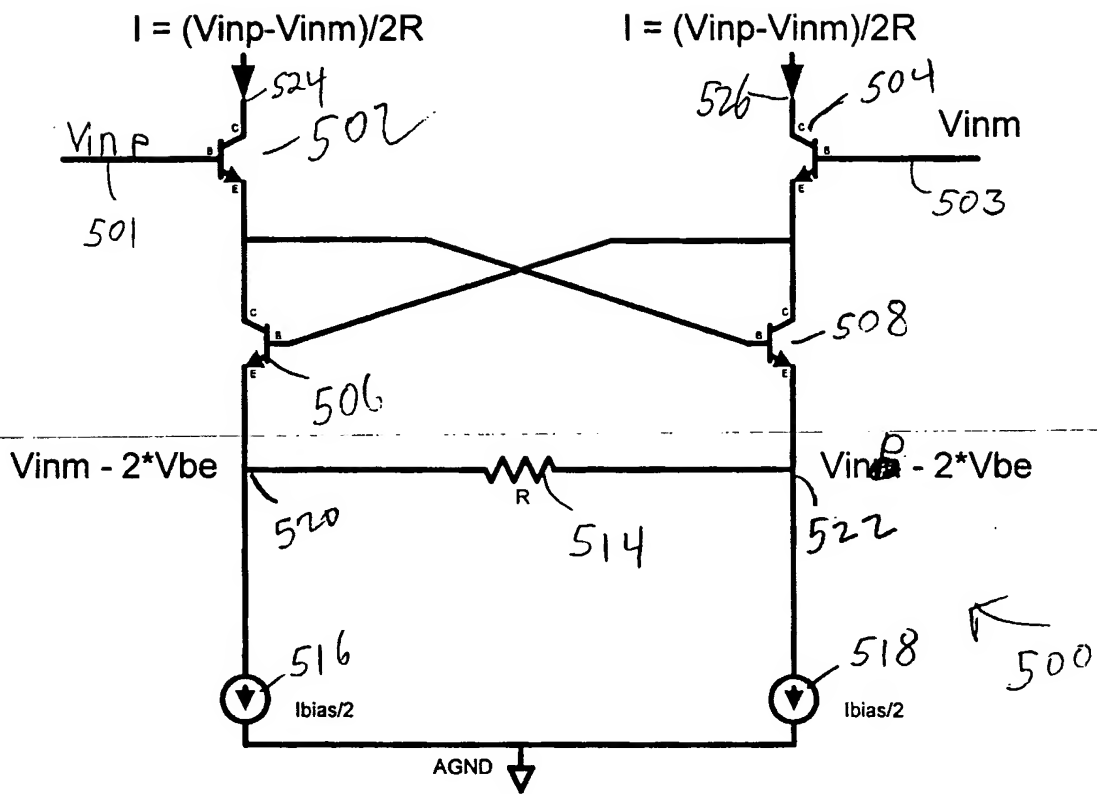 I = (Vinp-Vinm)/2R
I = (Vinp-Vinm)/2R
524
526
504
502
Vinp
Vinm
C
C
B
B
E
E
501
503
C
C
B
B
508
E
E
506
Vinm - 2*Vbe
Vinp - 2*Vbe
R
520
514
522
516
518
500
Ibias/2
Ibias/2
AGND